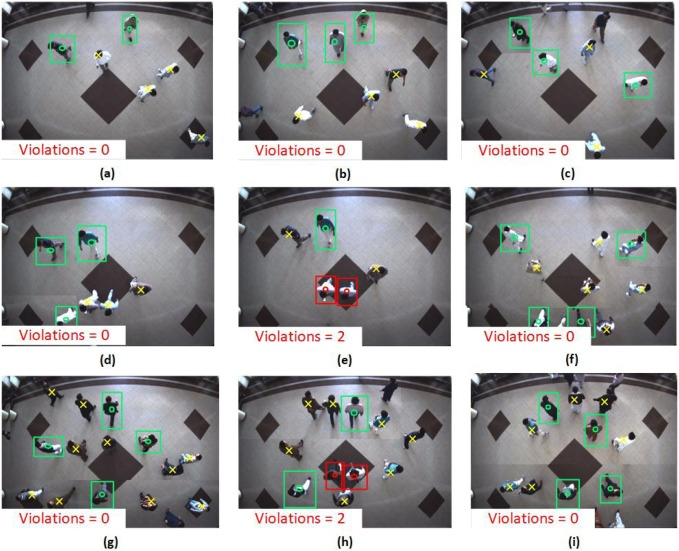 Violations = 0
(a)
Violations = 0
(b)
Violations = 0
(c)
Violations = 0
(d)
Violations = 2
(e)
Violations = 0
(f)
Violations = 0
(g)
Violations = 2
(h)
Violations = 0
(i)